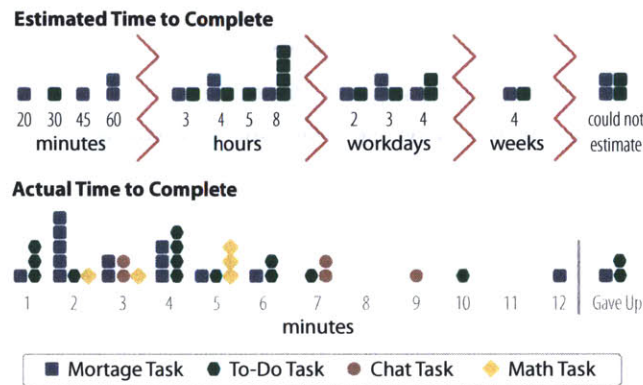 Estimated Time to Complete
20 30 45 60 3 4 5 8 2 3 4 4 could not
minutes hours workdays weeks estimate
Actual Time to Complete
1 2 3 4 5 6 7 8 9 10 11 12 Gave Up
minutes
Mortage Task To-Do Task Chat Task Math Task